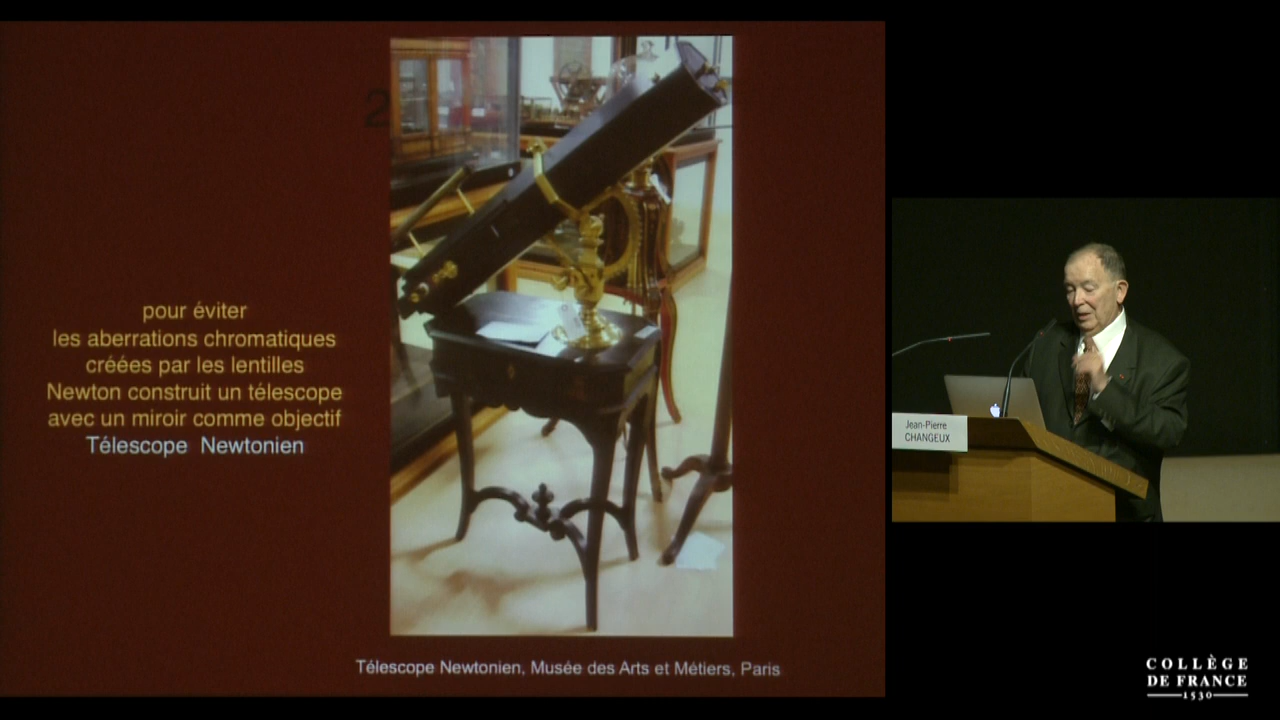 2
pour éviter
les aberrations chromatiques
créées par les lentilles
Newton construit un télescope
avec un miroir comme objectif
Télescope Newtonien
Télescope Newtonien, Musée des Arts et Métiers, Paris
Jean-Pierre
CHANGEUX
COLLÈGE
DE FRANCE
1530